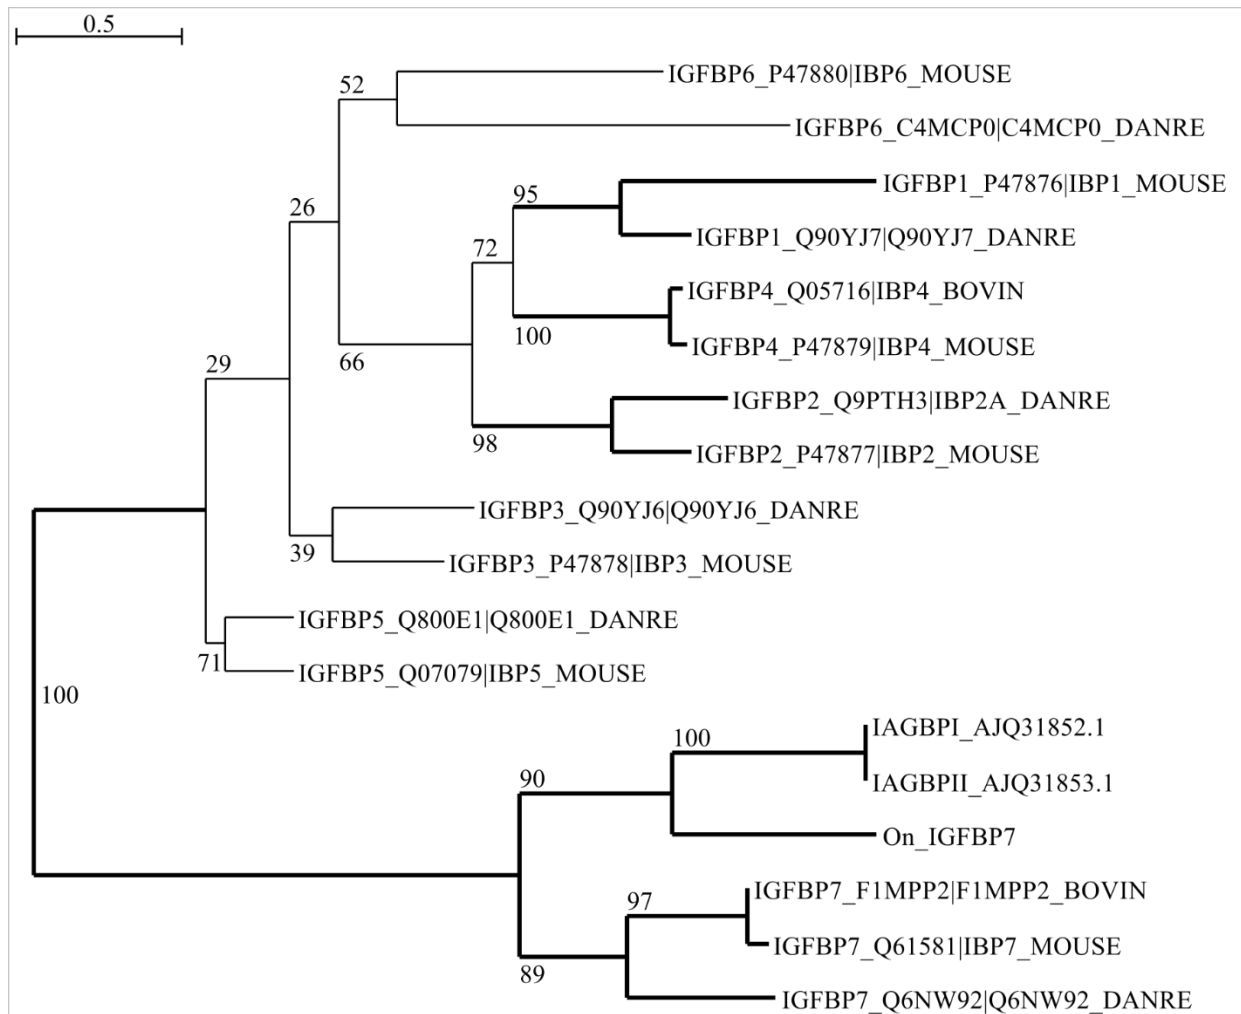 0.5
52
IGFBP6_P47880|IBP6_MOUSE
IGFBP6_C4MCP0|C4MCP0_DANRE
95
IGFBP1_P47876|IBP1_MOUSE
26
72
IGFBP1_Q90YJ7|Q90YJ7_DANRE
IGFBP4_Q05716|IBP4_BOVIN
100
IGFBP4_P47879|IBP4_MOUSE
29
66
IGFBP2_Q9PTH3|IBP2A_DANRE
98
IGFBP2_P47877|IBP2_MOUSE
IGFBP3_Q90YJ6|Q90YJ6_DANRE
39
IGFBP3_P47878|IBP3_MOUSE
IGFBP5_Q800E1|Q800E1_DANRE
71
IGFBP5_Q07079|IBP5_MOUSE
100
100
IAGBPI_AJQ31852.1
90
IAGBPII_AJQ31853.1
On_IGFBP7
97
IGFBP7_F1MPP2|F1MPP2_BOVIN
IGFBP7_Q61581|IBP7_MOUSE
89
IGFBP7_Q6NW92|Q6NW92_DANRE